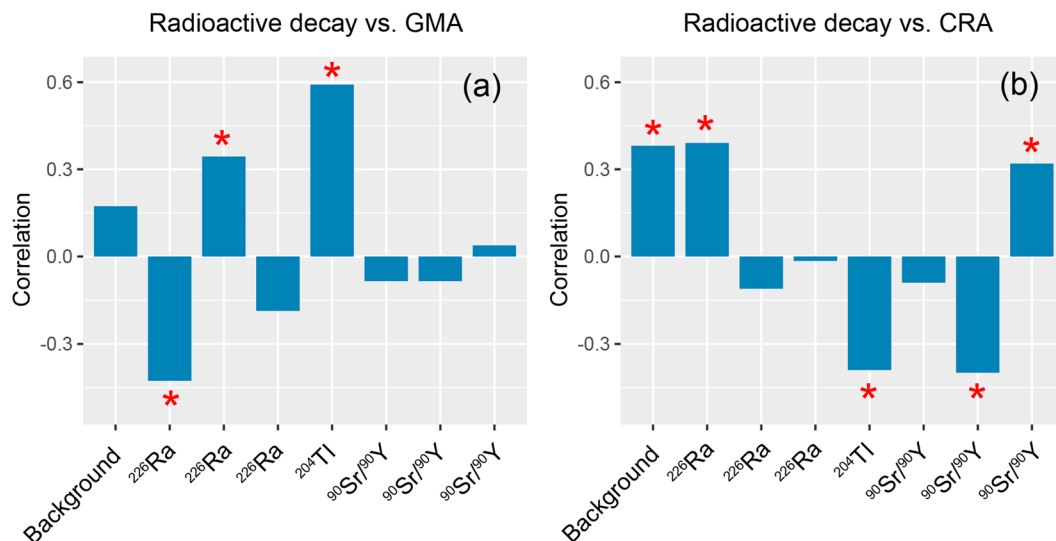 Radioactive decay vs. GMA
(a)
0.6
0.3
0.0
-0.3
Correlation
*
*
*
Background
²²⁶Ra
²²⁶Ra
²²⁶Ra
²⁰⁴Tl
⁹⁰Sr/⁹⁰Y
⁹⁰Sr/⁹⁰Y
⁹⁰Sr/⁹⁰Y
Radioactive decay vs. CRA
(b)
0.6
0.3
0.0
-0.3
Correlation
*
*
*
*
*
Background
²²⁶Ra
²²⁶Ra
²²⁶Ra
²⁰⁴Tl
⁹⁰Sr/⁹⁰Y
⁹⁰Sr/⁹⁰Y
⁹⁰Sr/⁹⁰Y